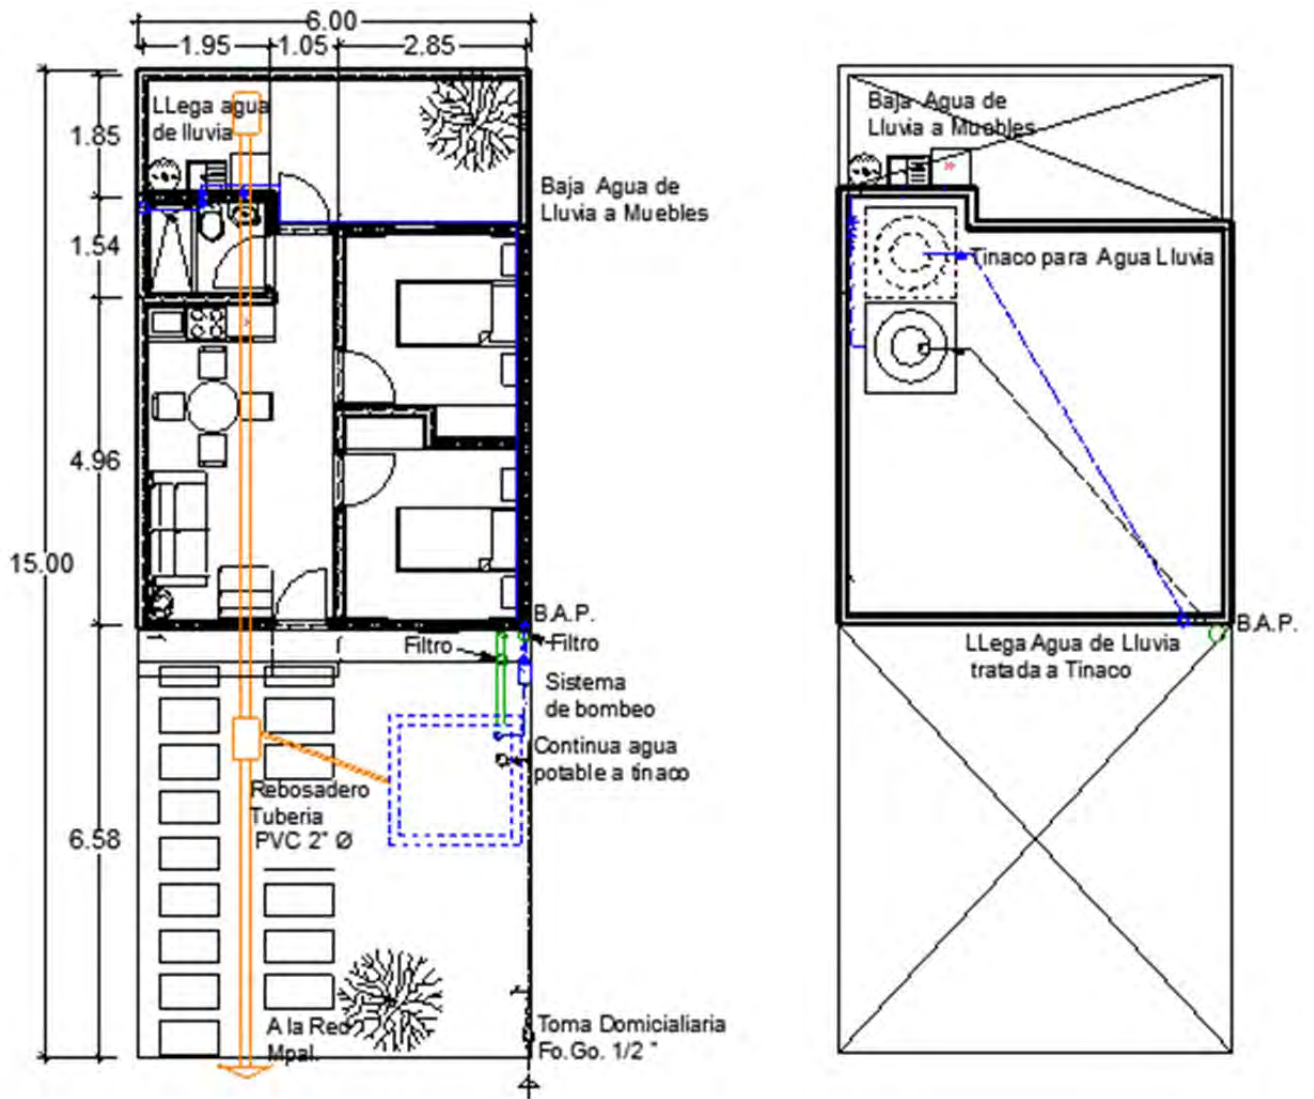 6.00
1.95 1.05 2.85
LLega agua
de lluvia
1.85
1.54
4.96
15.00
6.58
Baja Agua de
Lluvia a Muebles
B.A.P.
Filtro
Filtro
Sistema
de bombeo
Continua agua
potable a tinaco
Rebosadero
Tuberia
PVC 2" Ø
A la Red
Mpal.
Toma Domicialiaria
Fo.Go. 1/2 "
Baja Agua de
Lluvia a Muebles
Tinaco para Agua Lluvia
B.A.P.
LLega Agua de Lluvia
tratada a Tinaco